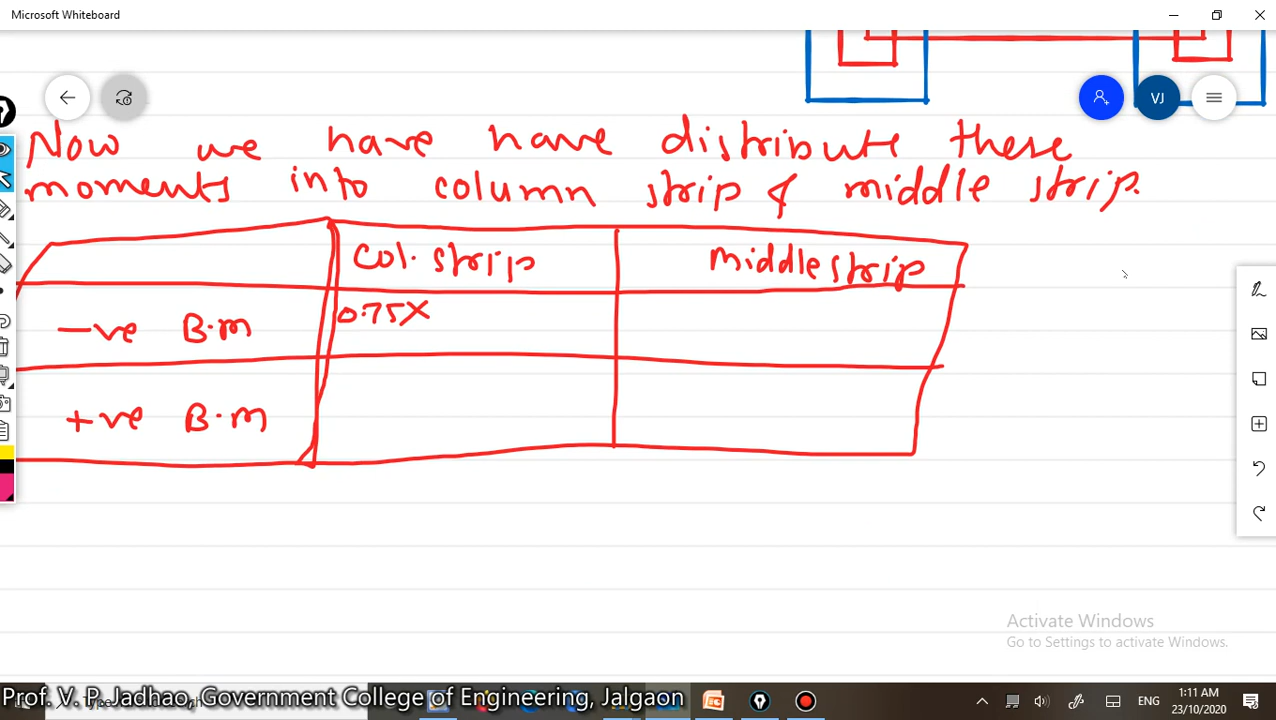 Microsoft Whiteboard
VJ
Now we have have distribute these
moments into column strip & middle strip.
Col. strip middle strip
-ve B.M 0.75X
+ve B.M
Activate Windows
Go to Settings to activate Windows.
Prof. V. P. Jadhao, Government College of Engineering, Jalgaon
ENG
1:11 AM
23/10/2020